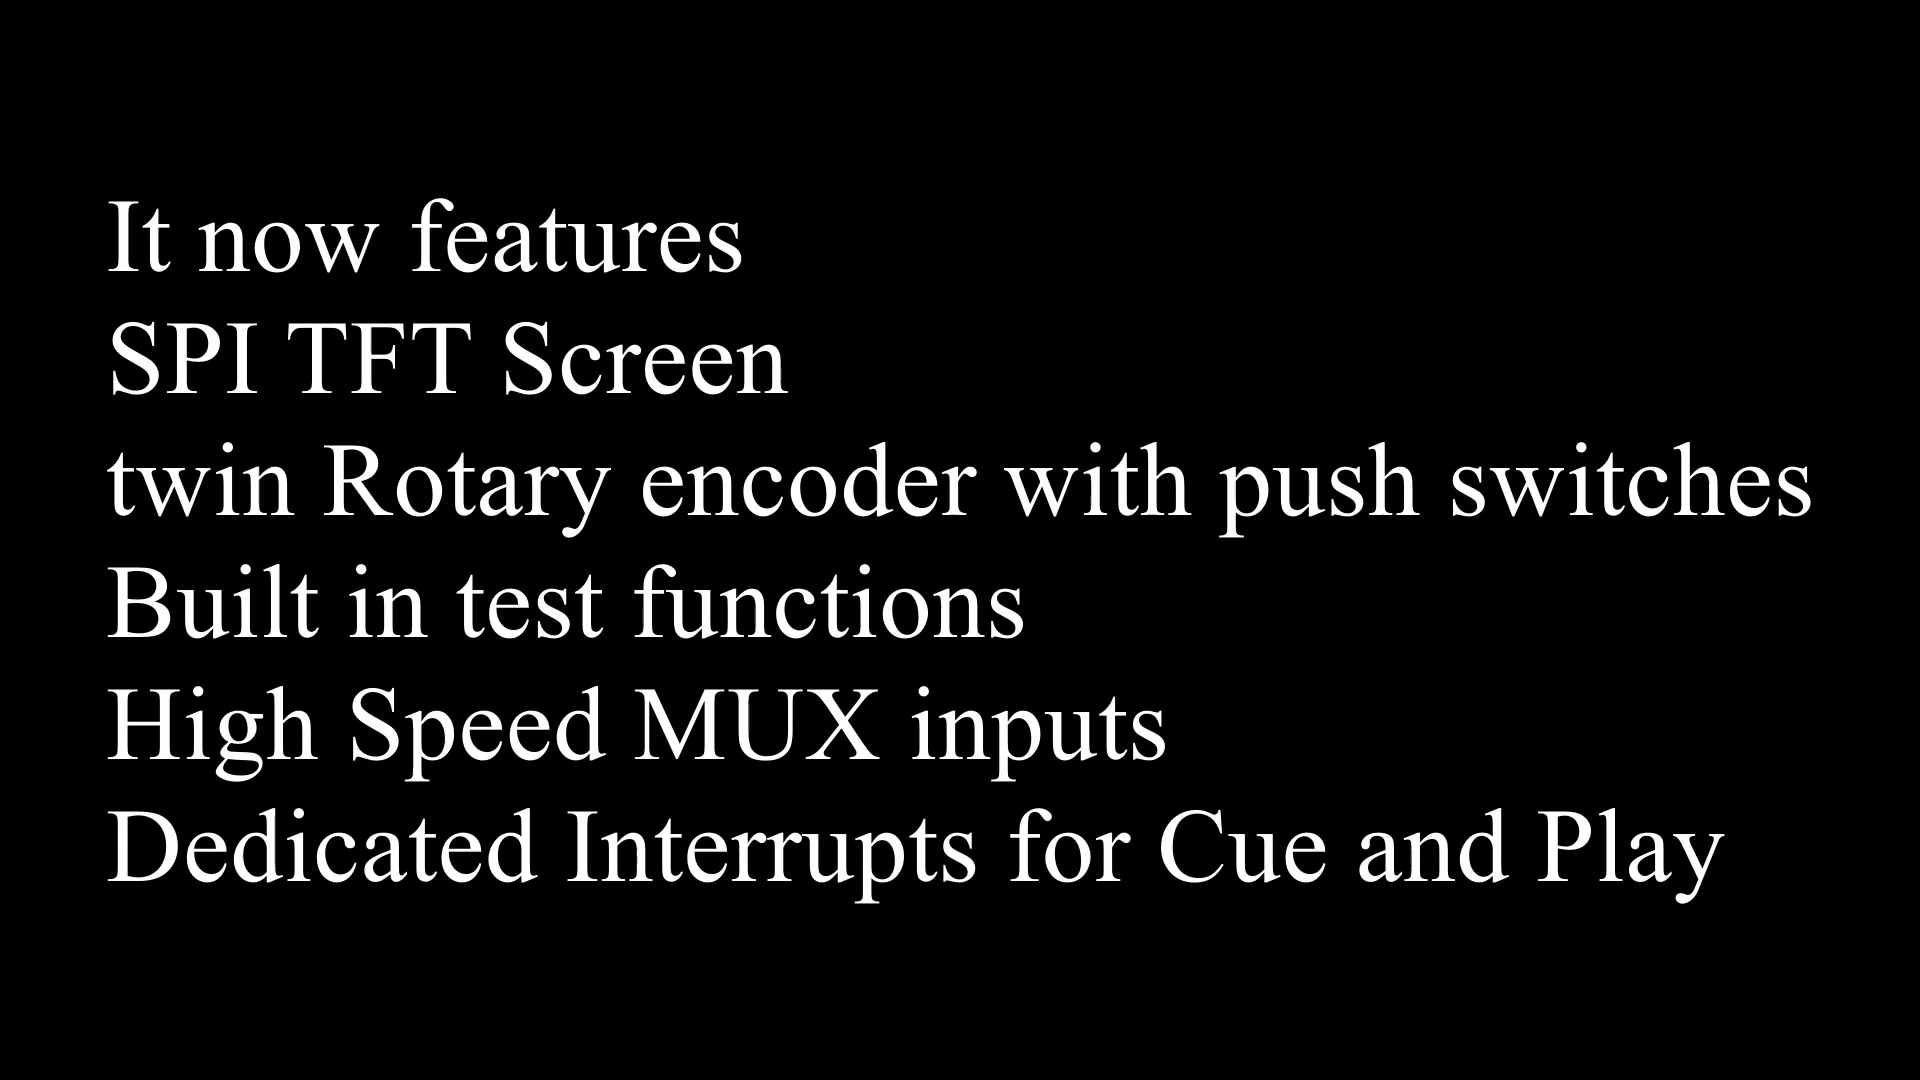 It now features
SPI TFT Screen
twin Rotary encoder with push switches
Built in test functions
High Speed MUX inputs
Dedicated Interrupts for Cue and Play